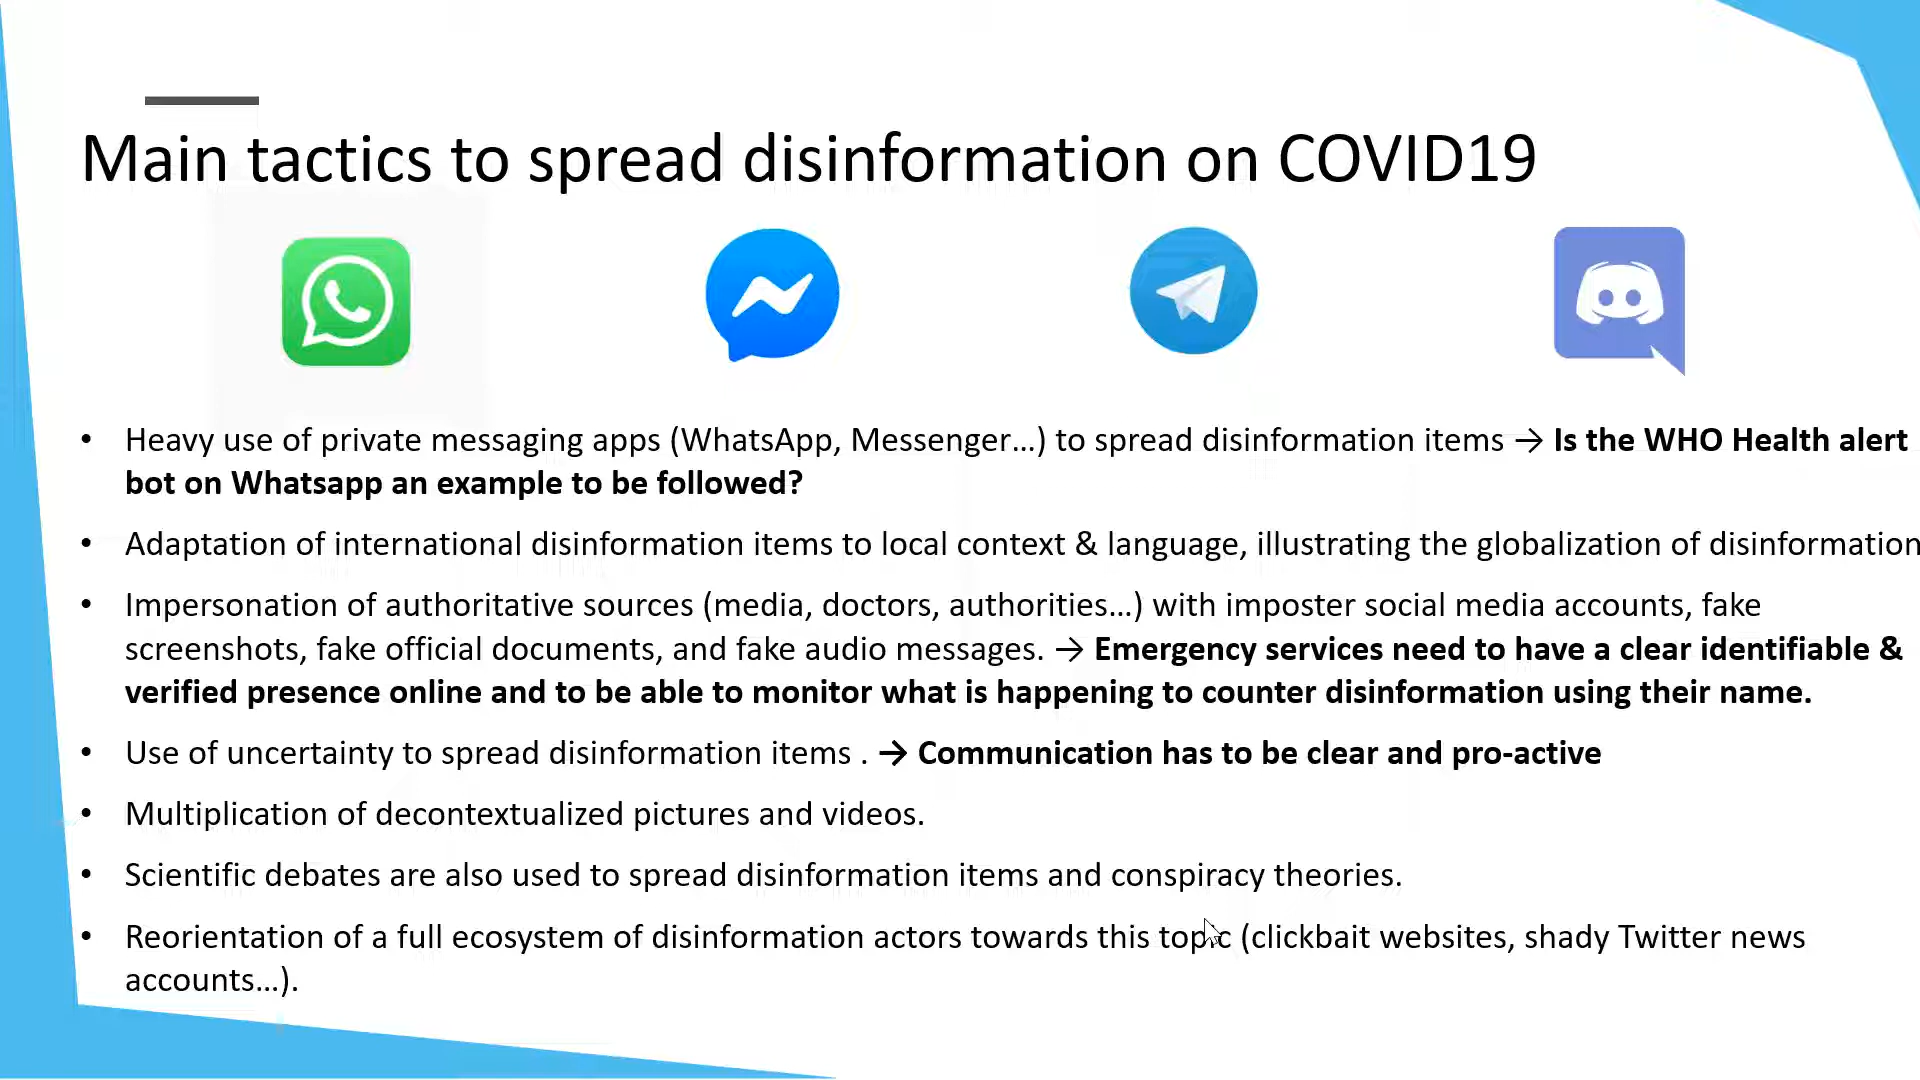 Main tactics to spread disinformation on COVID19
• Heavy use of private messaging apps (WhatsApp, Messenger...) to spread disinformation items → Is the WHO Health alert
bot on Whatsapp an example to be followed?
• Adaptation of international disinformation items to local context & language, illustrating the globalization of disinformation
• Impersonation of authoritative sources (media, doctors, authorities...) with imposter social media accounts, fake
screenshots, fake official documents, and fake audio messages. → Emergency services need to have a clear identifiable &
verified presence online and to be able to monitor what is happening to counter disinformation using their name.
• Use of uncertainty to spread disinformation items . → Communication has to be clear and pro-active
• Multiplication of decontextualized pictures and videos.
• Scientific debates are also used to spread disinformation items and conspiracy theories.
• Reorientation of a full ecosystem of disinformation actors towards this topic (clickbait websites, shady Twitter news
accounts...).